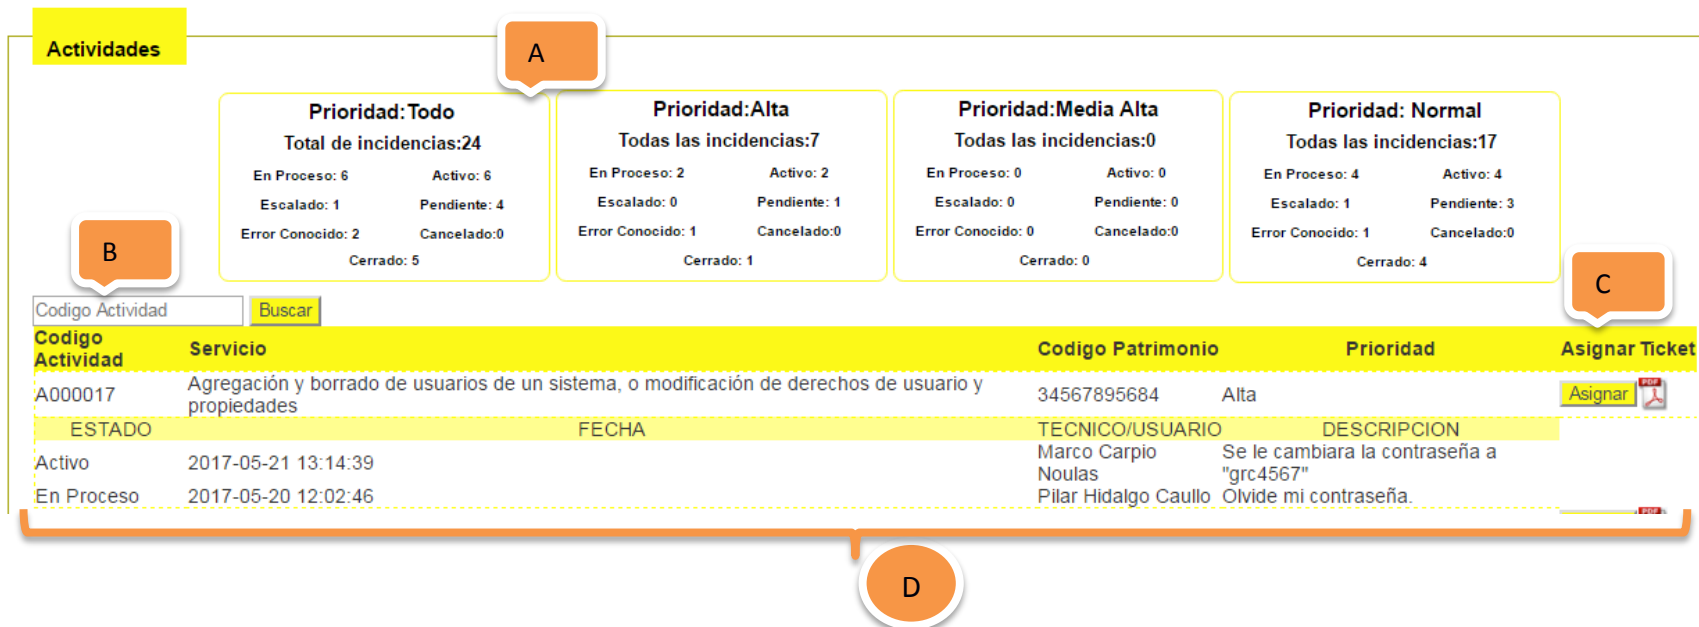 Actividades
A
Prioridad:Todo
Total de incidencias:24
En Proceso: 6 Activo: 6
Escalado: 1 Pendiente: 4
Error Conocido: 2 Cancelado:0
Cerrado: 5
Prioridad:Alta
Todas las incidencias:7
En Proceso: 2 Activo: 2
Escalado: 0 Pendiente: 1
Error Conocido: 1 Cancelado:0
Cerrado: 1
Prioridad:Media Alta
Todas las incidencias:0
En Proceso: 0 Activo: 0
Escalado: 0 Pendiente: 0
Error Conocido: 0 Cancelado:0
Cerrado: 0
Prioridad: Normal
Todas las incidencias:17
En Proceso: 4 Activo: 4
Escalado: 1 Pendiente: 3
Error Conocido: 1 Cancelado:0
Cerrado: 4
B
C
Codigo Actividad Buscar
Codigo
Actividad Servicio Codigo Patrimonio Prioridad Asignar Ticket
A000017 Agregación y borrado de usuarios de un sistema, o modificación de derechos de usuario y
propiedades 34567895684 Alta Asignar PDF
ESTADO FECHA TECNICO/USUARIO DESCRIPCION
Activo 2017-05-21 13:14:39 Marco Carpio
Noulas Se le cambiara la contraseña a
"grc4567"
En Proceso 2017-05-20 12:02:46 Pilar Hidalgo Caullo Olvide mi contraseña.
PDF
D